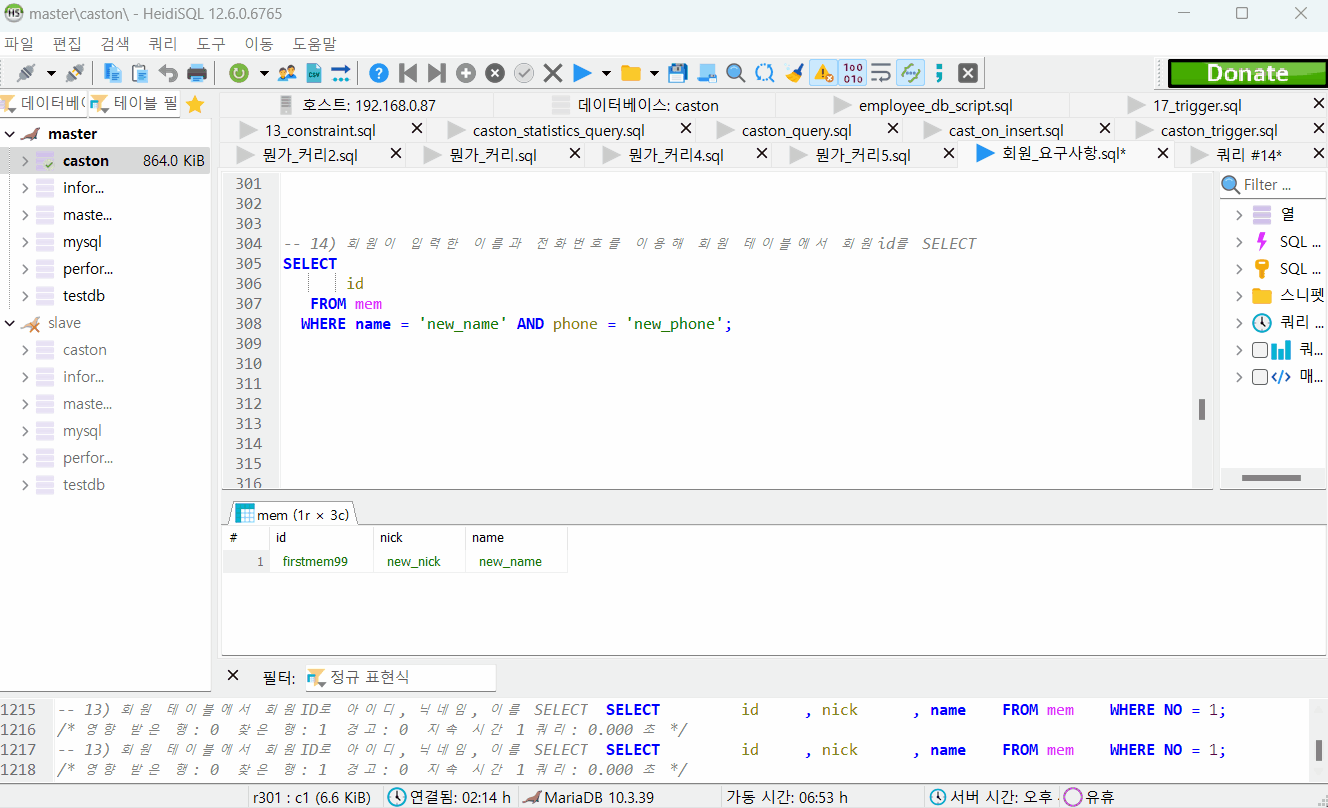 master\caston\ - HeidiSQL 12.6.0.6765
파일 편집 검색 쿼리 도구 이동 도움말
Donate
데이터베이 테이블 필 호스트: 192.168.0.87 데이터베이스: caston employee_db_script.sql 17_trigger.sql
13_constraint.sql caston_statistics_query.sql caston_query.sql cast_on_insert.sql caston_trigger.sql
뭔가_커리2.sql 뭔가_커리.sql 뭔가_커리4.sql 뭔가_커리5.sql 회원_요구사항.sql* 쿼리 #14*
master
caston 864.0 KiB
infor...
maste...
mysql
perfor...
testdb
slave
caston
infor...
maste...
mysql
perfor...
testdb
301
302
303
304 -- 14) 회원이 입력한 이름과 전화번호를 이용해 회원 테이블에서 회원id를 SELECT
305 SELECT
306 id
307 FROM mem
308 WHERE name = 'new_name' AND phone = 'new_phone';
309
310
311
312
313
314
315
316
Filter ...
열
SQL ...
SQL ...
스니펫
쿼리 ...
쿼...
매...
mem (1r × 3c)
# id nick name
1 firstmem99 new_nick new_name
필터: 정규 표현식
1215 -- 13) 회원 테이블에서 회원ID로 아이디, 닉네임, 이름 SELECT SELECT id , nick , name FROM mem WHERE NO = 1;
1216 /* 영향 받은 행: 0 찾은 행: 1 경고: 0 지속 시간 1 쿼리: 0.000 초 */
1217 -- 13) 회원 테이블에서 회원ID로 아이디, 닉네임, 이름 SELECT SELECT id , nick , name FROM mem WHERE NO = 1;
1218 /* 영향 받은 행: 0 찾은 행: 1 경고: 0 지속 시간 1 쿼리: 0.000 초 */
r301 : c1 (6.6 KiB) 연결됨: 02:14 h MariaDB 10.3.39 가동 시간: 06:53 h 서버 시간: 오후 유휴